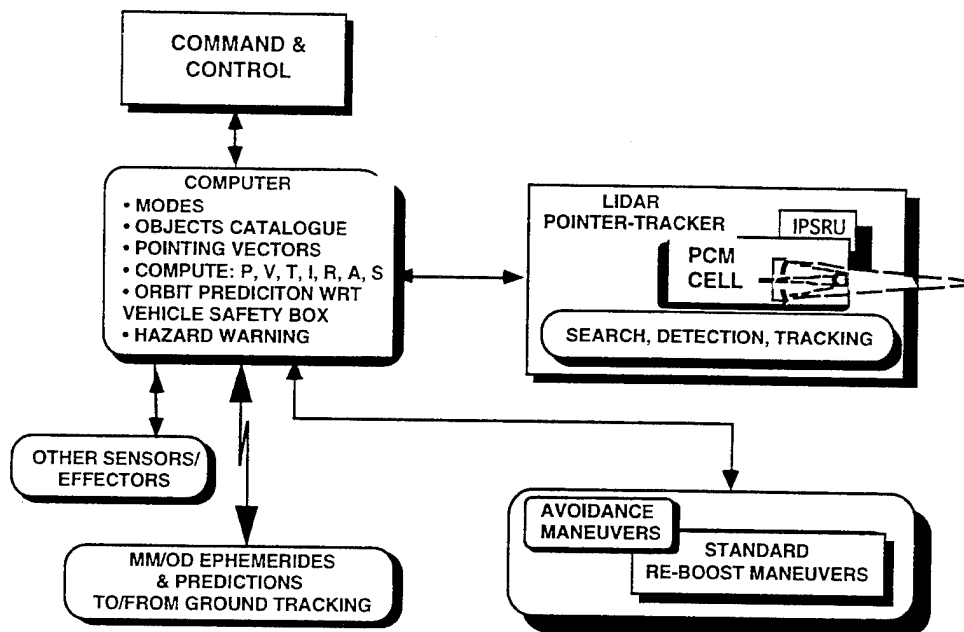 COMMAND &
CONTROL
COMPUTER
• MODES
• OBJECTS CATALOGUE
• POINTING VECTORS
• COMPUTE: P, V, T, I, R, A, S
• ORBIT PREDICITON WRT
VEHICLE SAFETY BOX
• HAZARD WARNING
LIDAR
POINTER-TRACKER
IPSRU
PCM
CELL
SEARCH, DETECTION, TRACKING
OTHER SENSORS/
EFFECTORS
MM/OD EPHEMERIDES
& PREDICTIONS
TO/FROM GROUND TRACKING
AVOIDANCE
MANEUVERS
STANDARD
RE-BOOST MANEUVERS